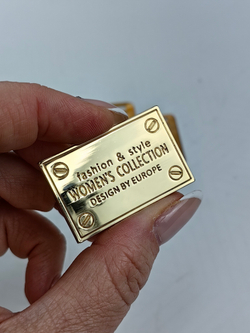 fashion & style
WOMEN'S COLLECTION
DESIGN BY EUROPE